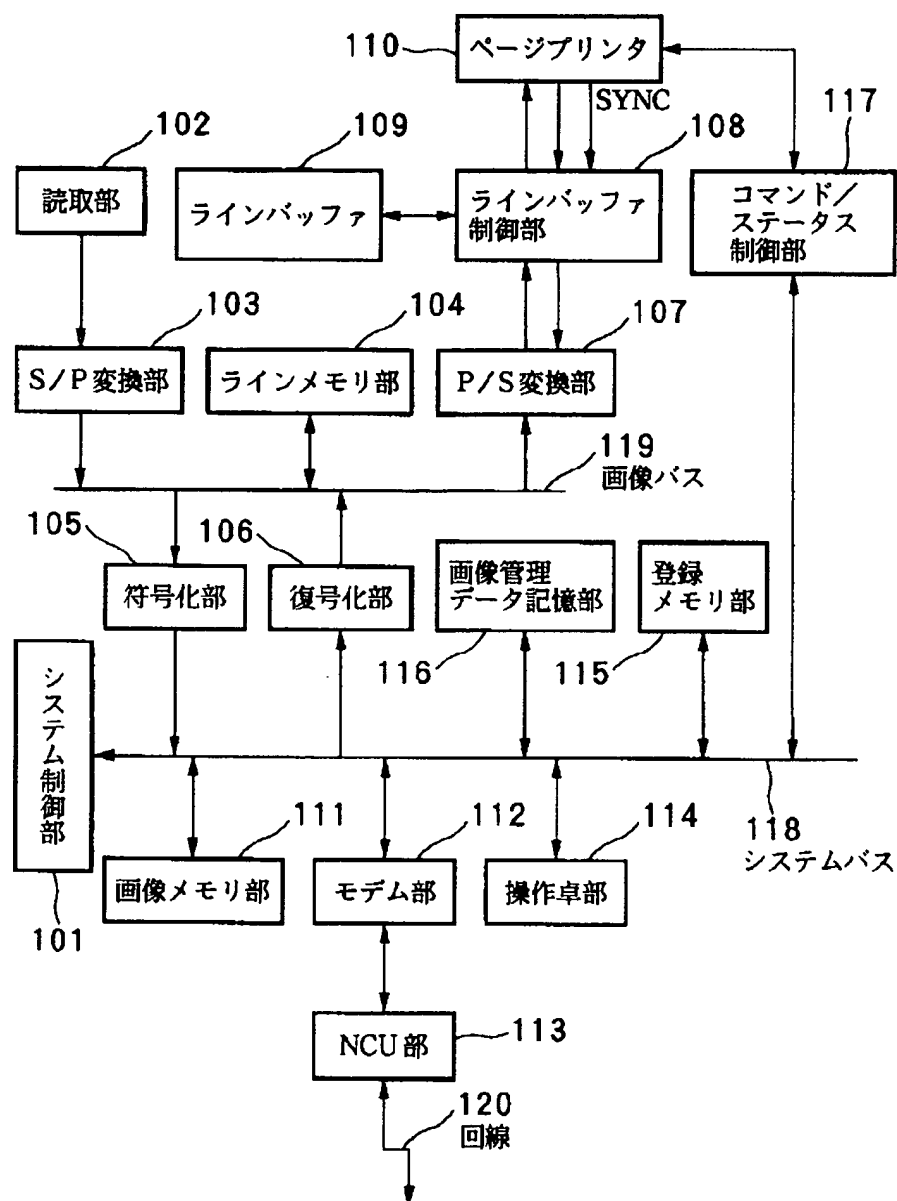 110
ページプリンタ
SYNC
117
102
109
108
読取部
ラインバッファ
ラインバッファ
制御部
コマンド/
ステータス
制御部
103
104
107
S/P変換部
ラインメモリ部
P/S変換部
119
画像バス
105
106
符号化部
復号化部
画像管理
データ記憶部
登録
メモリ部
116
115
システム制御部
111
112
114
118
システムバス
画像メモリ部
モデム部
操作卓部
101
NCU部
113
120
回線